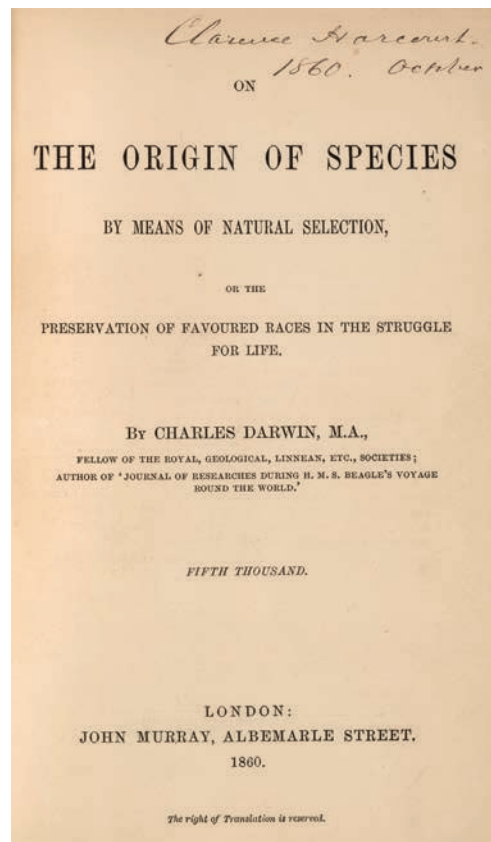 Clarence Harcourt.
1860. October
ON
THE ORIGIN OF SPECIES
BY MEANS OF NATURAL SELECTION,
OR THE
PRESERVATION OF FAVOURED RACES IN THE STRUGGLE
FOR LIFE.
BY CHARLES DARWIN, M.A.,
FELLOW OF THE ROYAL, GEOLOGICAL, LINNEAN, ETC., SOCIETIES;
AUTHOR OF 'JOURNAL OF RESEARCHES DURING H. M. S. BEAGLE'S VOYAGE
ROUND THE WORLD.'
FIFTH THOUSAND.
LONDON:
JOHN MURRAY, ALBEMARLE STREET.
1860.
The right of Translation is reserved.